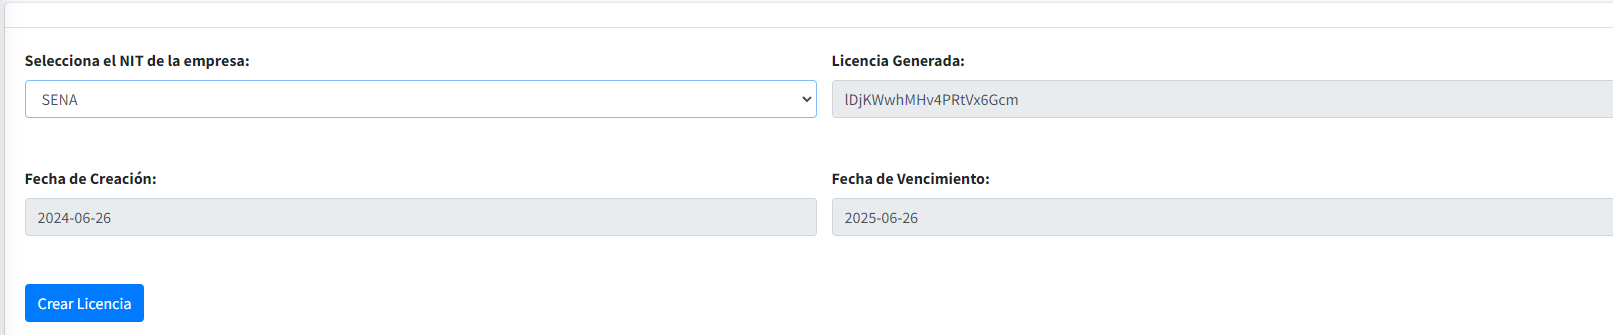 Selecciona el NIT de la empresa:
Licencia Generada:
SENA
lDjKWwhMHv4PRtVx6Gcm
Fecha de Creación:
Fecha de Vencimiento:
2024-06-26
2025-06-26
Crear Licencia